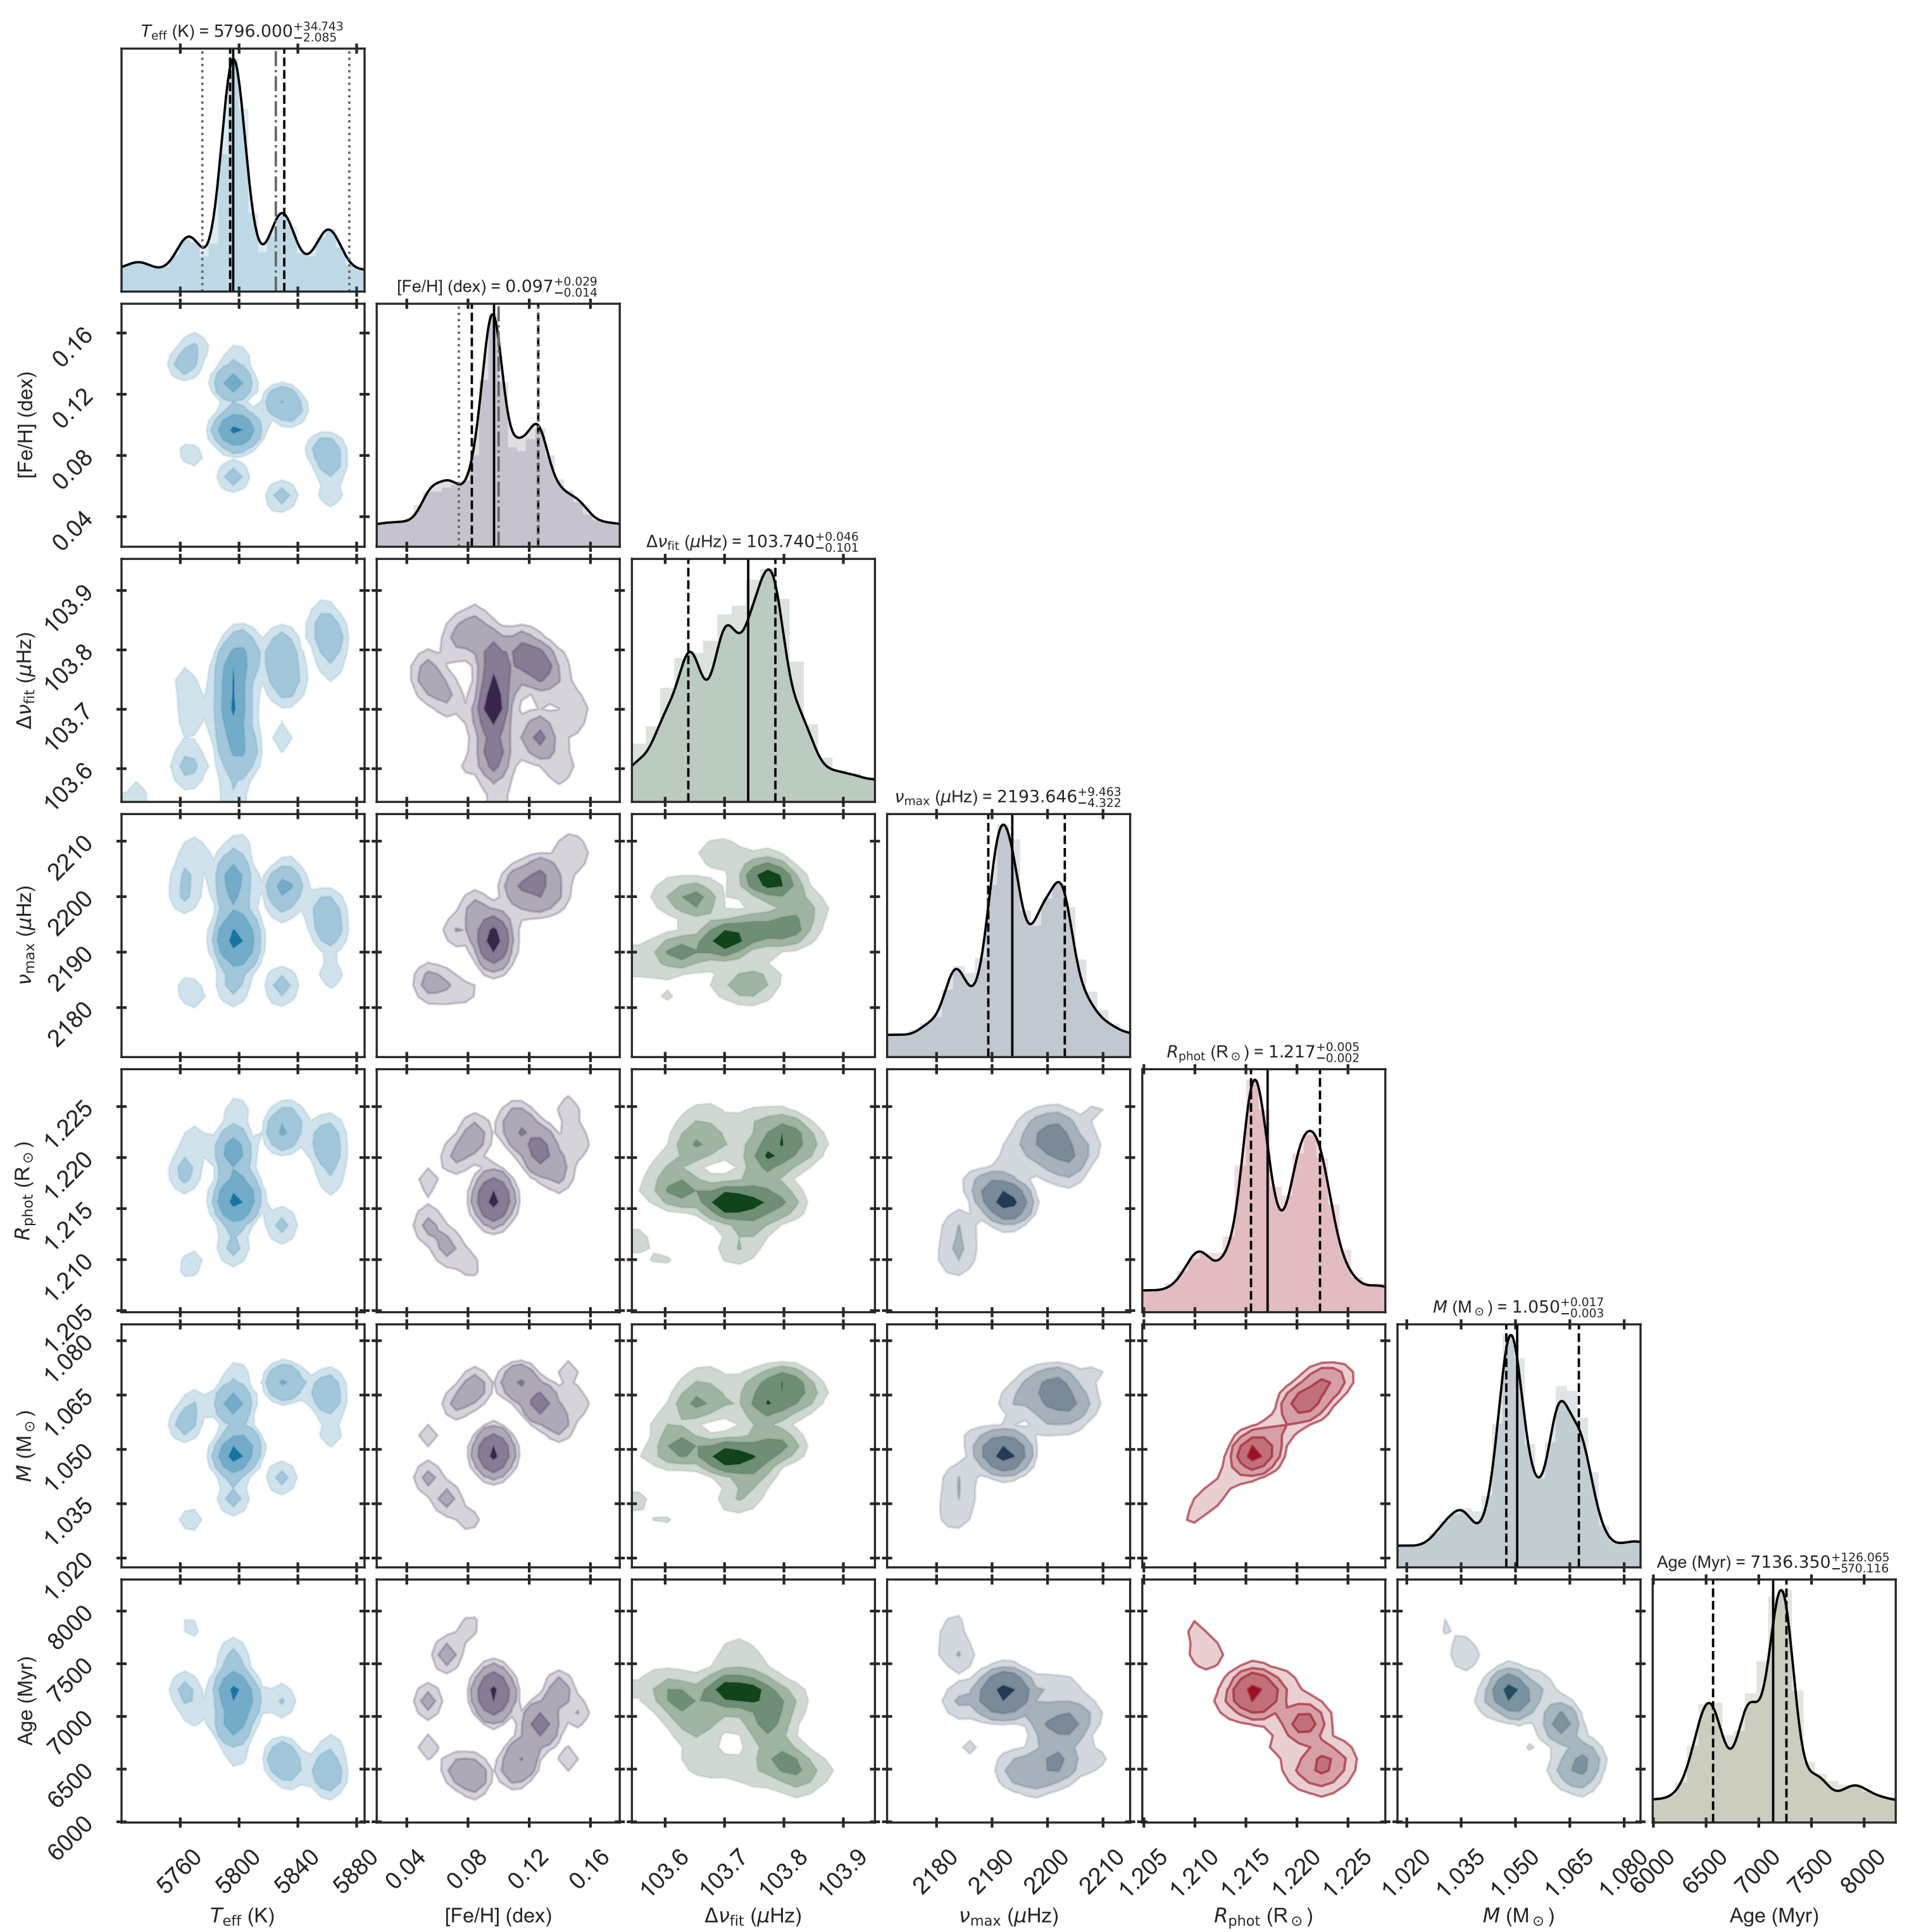 T_eff (K) = 5796.000 +34.743 −2.085
[Fe/H] (dex) = 0.097 +0.029 −0.014
0.16
0.12
0.08
0.04
[Fe/H] (dex)
Δν_fit (μHz) = 103.740 +0.046 −0.101
103.9
103.8
103.7
103.6
Δν_fit (μHz)
ν_max (μHz) = 2193.646 +9.463 −4.322
2210
2200
2190
2180
ν_max (μHz)
R_phot (R⊙) = 1.217 +0.005 −0.002
1.225
1.220
1.215
1.210
1.205
R_phot (R⊙)
M (M⊙) = 1.050 +0.017 −0.003
1.080
1.065
1.050
1.035
1.020
M (M⊙)
Age (Myr) = 7136.350 +126.065 −570.116
8000
7500
7000
6500
6000
Age (Myr)
5760 5800 5840 5880 0.04 0.08 0.12 0.16 103.6 103.7 103.8 103.9 2180 2190 2200 2210 1.205 1.210 1.215 1.220 1.225 1.020 1.035 1.050 1.065 1.080 6000 6500 7000 7500 8000
T_eff (K) [Fe/H] (dex) Δν_fit (μHz) ν_max (μHz) R_phot (R⊙) M (M⊙) Age (Myr)